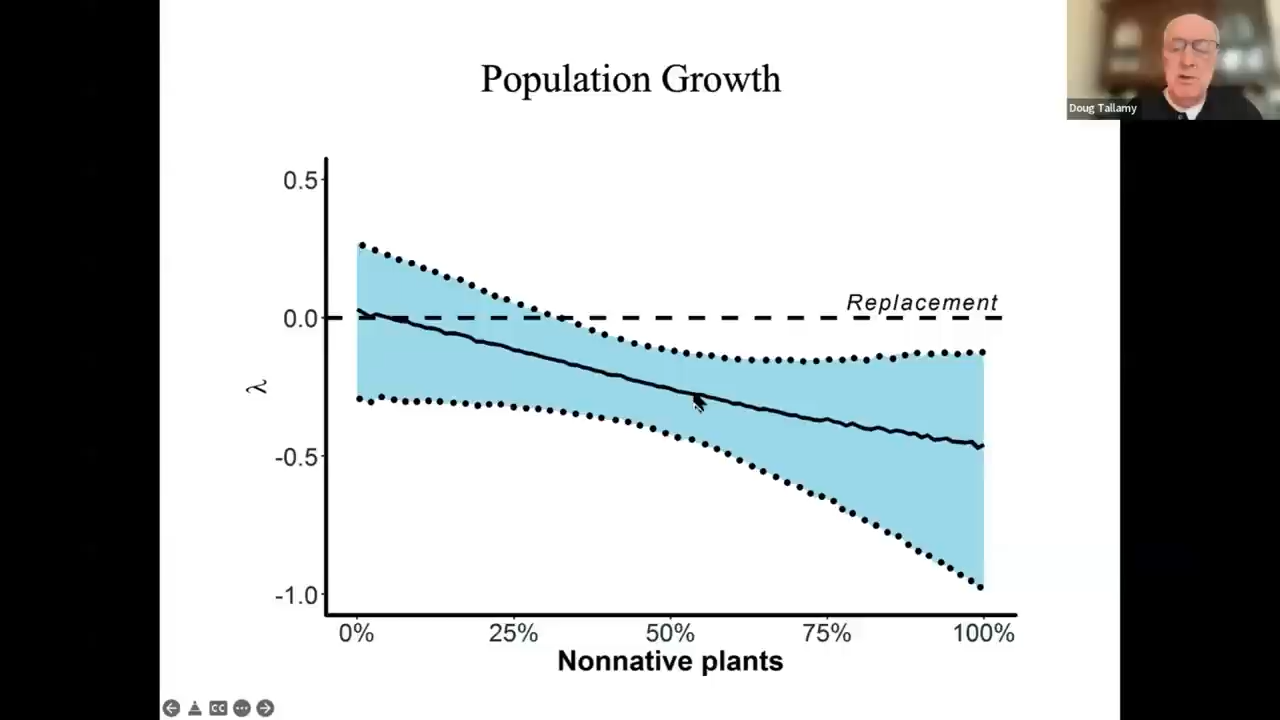 Population Growth
Doug Tallamy
0.5
Replacement
0.0
λ
-0.5
-1.0
0%
25%
50%
75%
100%
Nonnative plants
CC